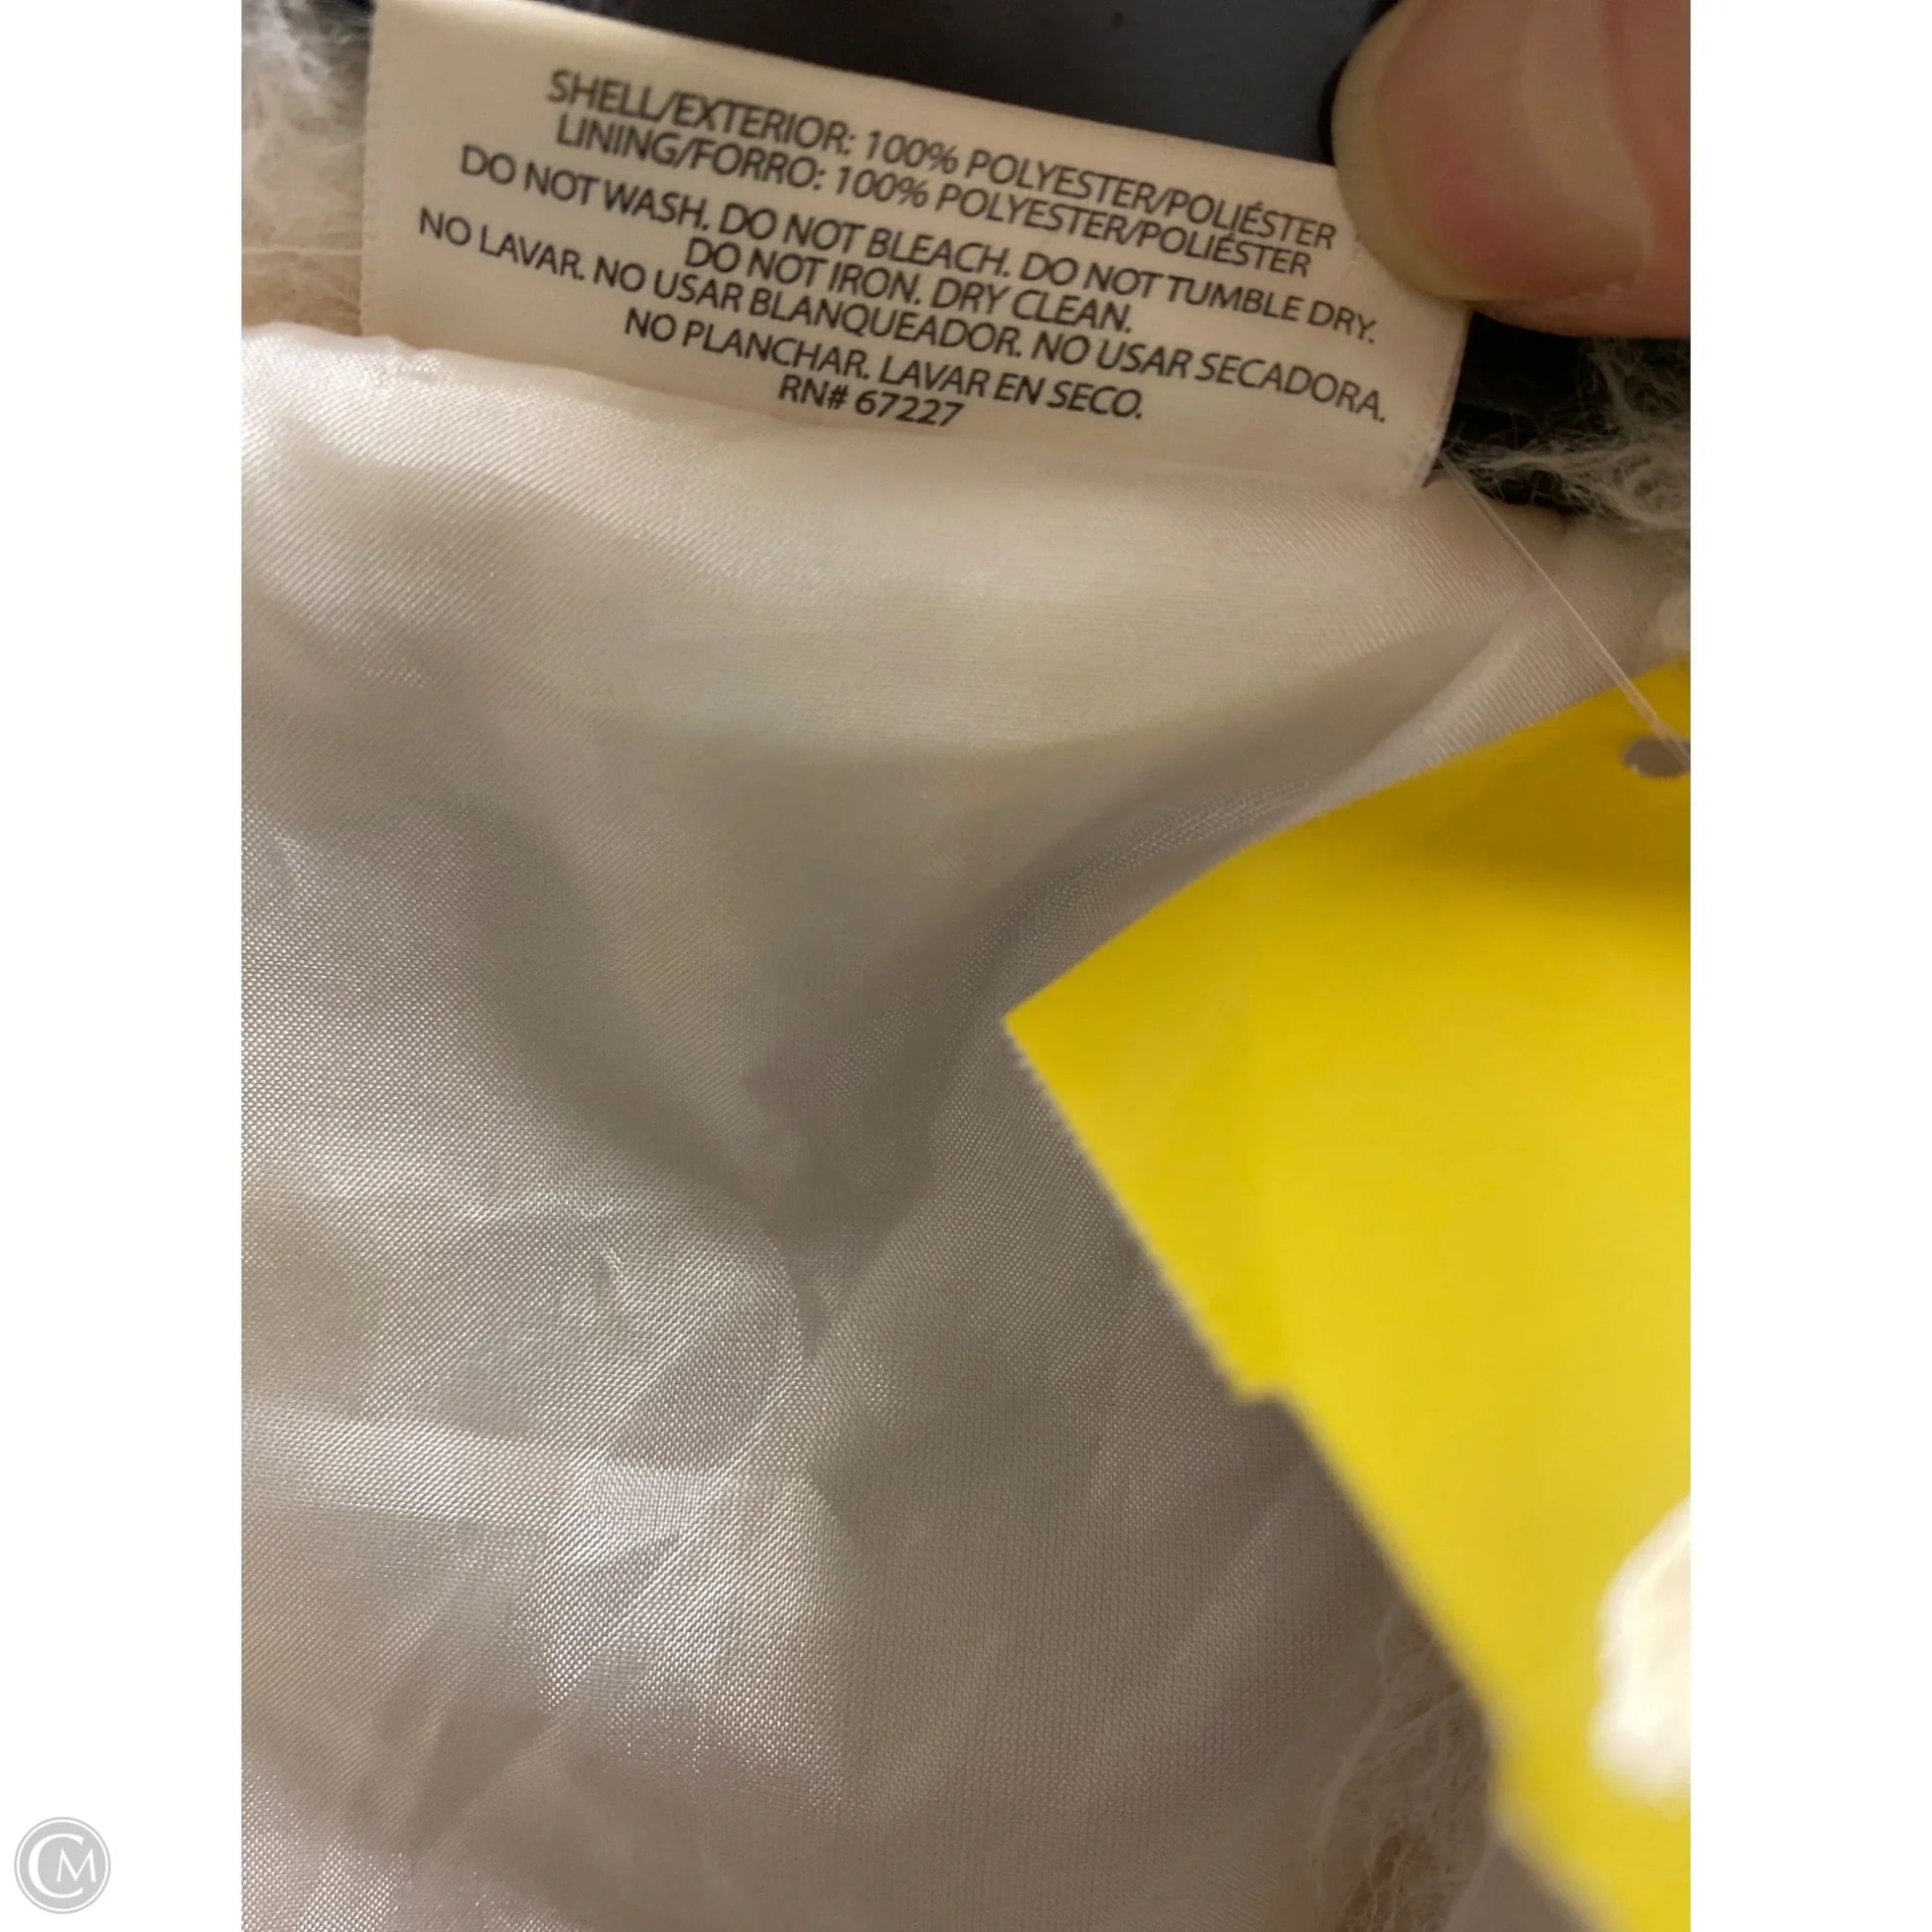 SHELL/EXTERIOR: 100% POLYESTER/POLIÉSTER
LINING/FORRO: 100% POLYESTER/POLIÉSTER
DO NOT WASH. DO NOT BLEACH. DO NOT TUMBLE DRY.
DO NOT IRON. DRY CLEAN.
NO LAVAR. NO USAR BLANQUEADOR. NO USAR SECADORA.
NO PLANCHAR. LAVAR EN SECO.
RN# 67227
CM